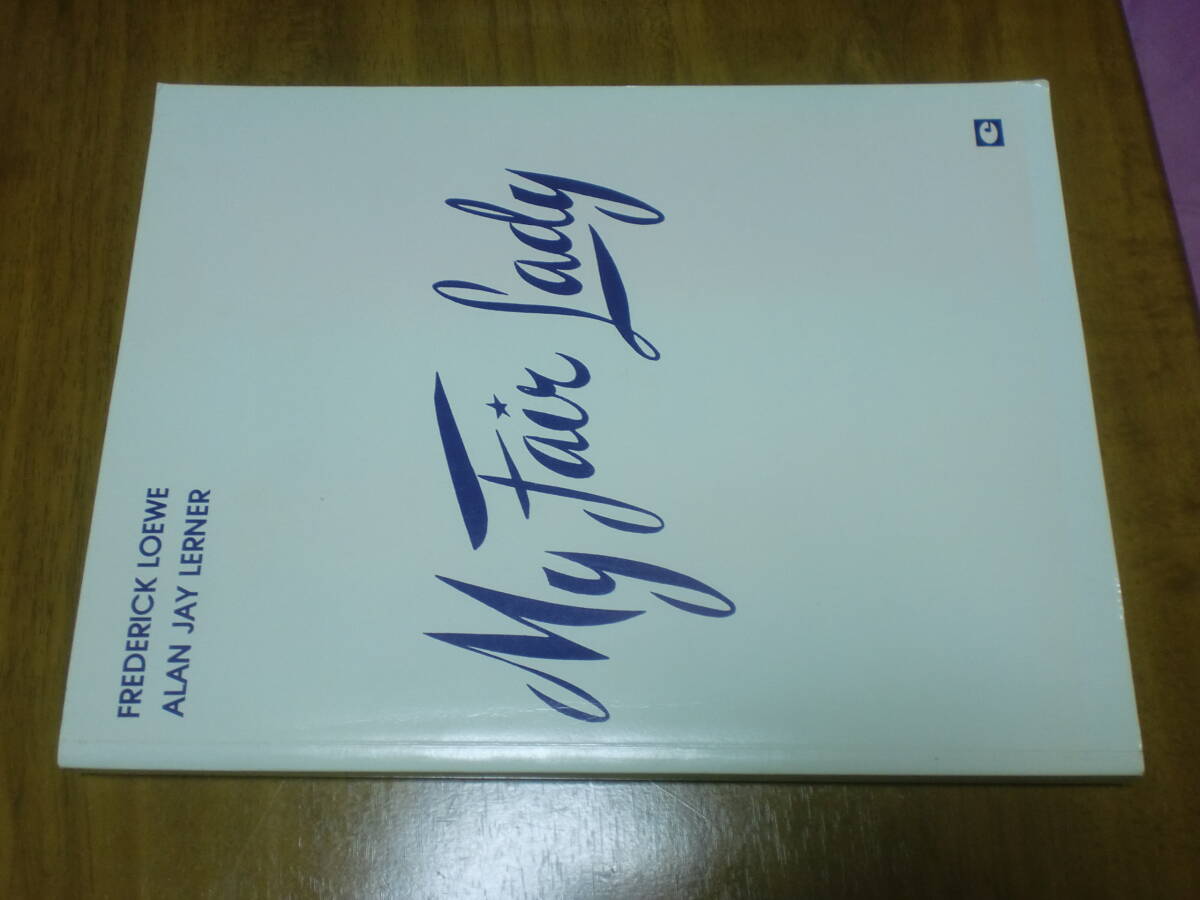 FREDERICK LOEWE
ALAN JAY LERNER
My Fair Lady
C